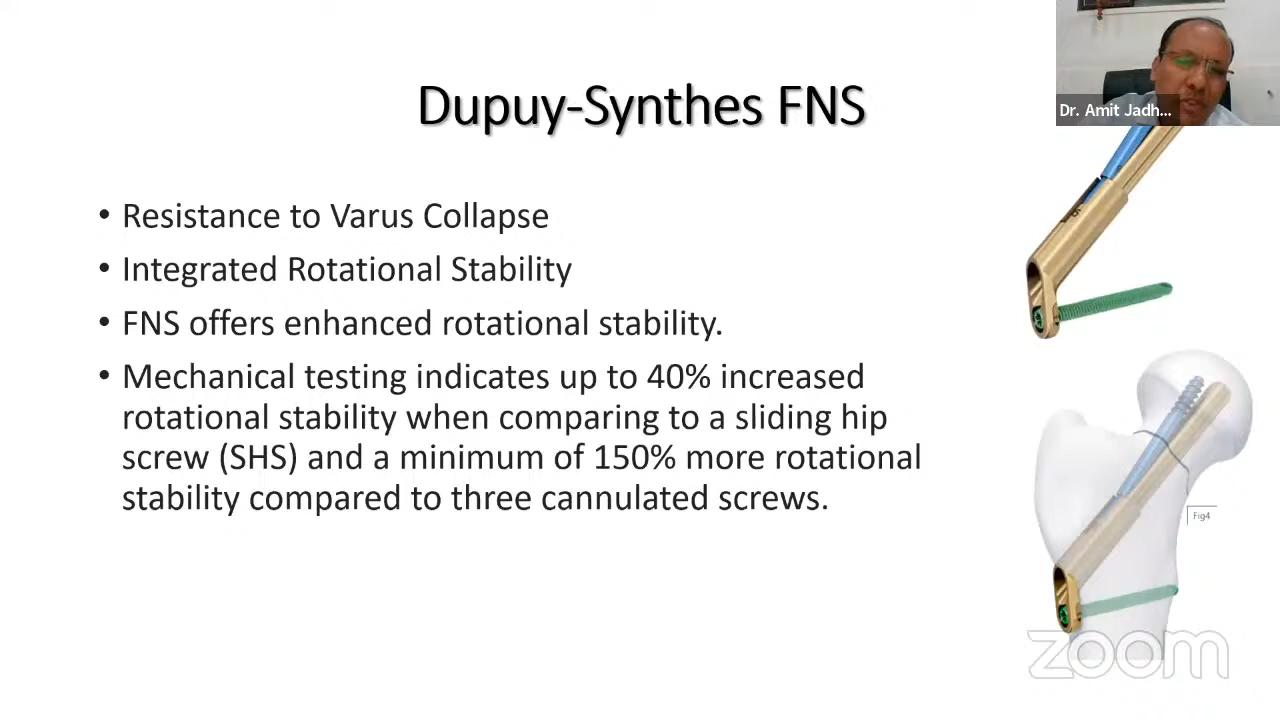 Dupuy-Synthes FNS
Dr. Amit Jadh...
• Resistance to Varus Collapse
• Integrated Rotational Stability
• FNS offers enhanced rotational stability.
• Mechanical testing indicates up to 40% increased
rotational stability when comparing to a sliding hip
screw (SHS) and a minimum of 150% more rotational
stability compared to three cannulated screws.
Fig4
zoom